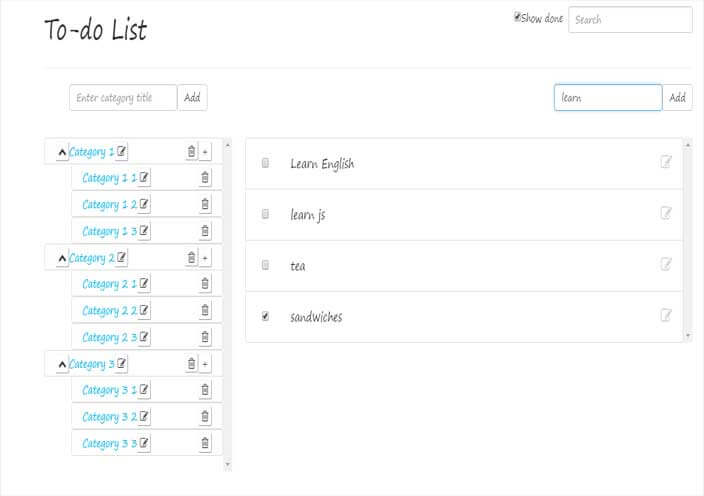 To-do List
Show done
Search
Enter category title
Add
learn
Add
Category 1
+
Category 1 1
Category 1 2
Category 1 3
Category 2
+
Category 2 1
Category 2 2
Category 2 3
Category 3
+
Category 3 1
Category 3 2
Category 3 3
Learn English
learn js
tea
sandwiches